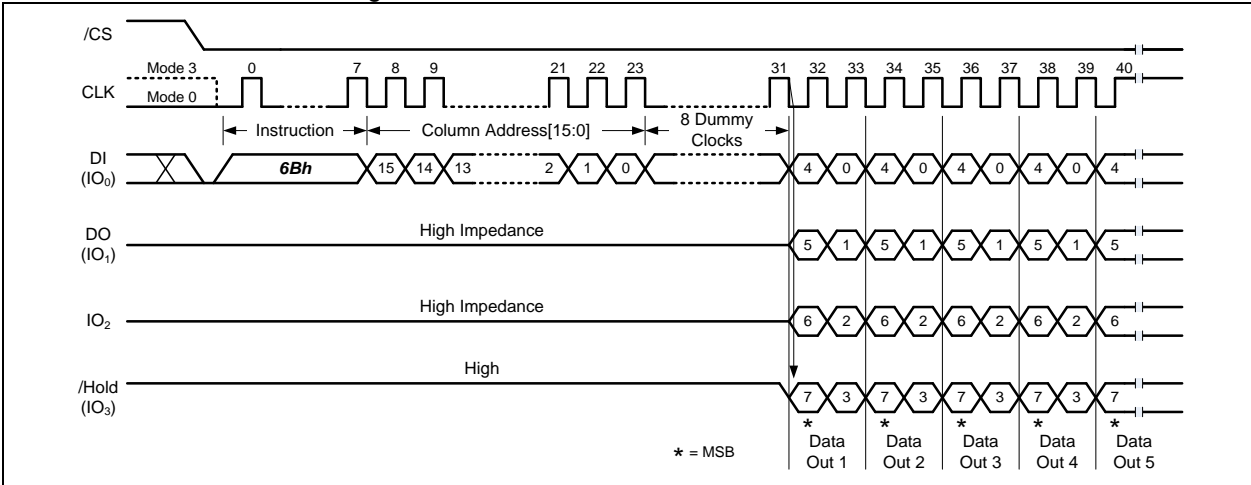 /CS
Mode 3 0 7 8 9 21 22 23 31 32 33 34 35 36 37 38 39 40
CLK
Mode 0
Instruction Column Address[15:0] 8 Dummy
Clocks
DI
(IO0) 6Bh 15 14 13 2 1 0 4 0 4 0 4 0 4 0 4
DO
(IO1) High Impedance 5 1 5 1 5 1 5 1 5
IO2 High Impedance 6 2 6 2 6 2 6 2 6
/Hold
(IO3) High 7 3 7 3 7 3 7 3 7
* * * * *
* = MSB
Data Data Data Data Data
Out 1 Out 2 Out 3 Out 4 Out 5